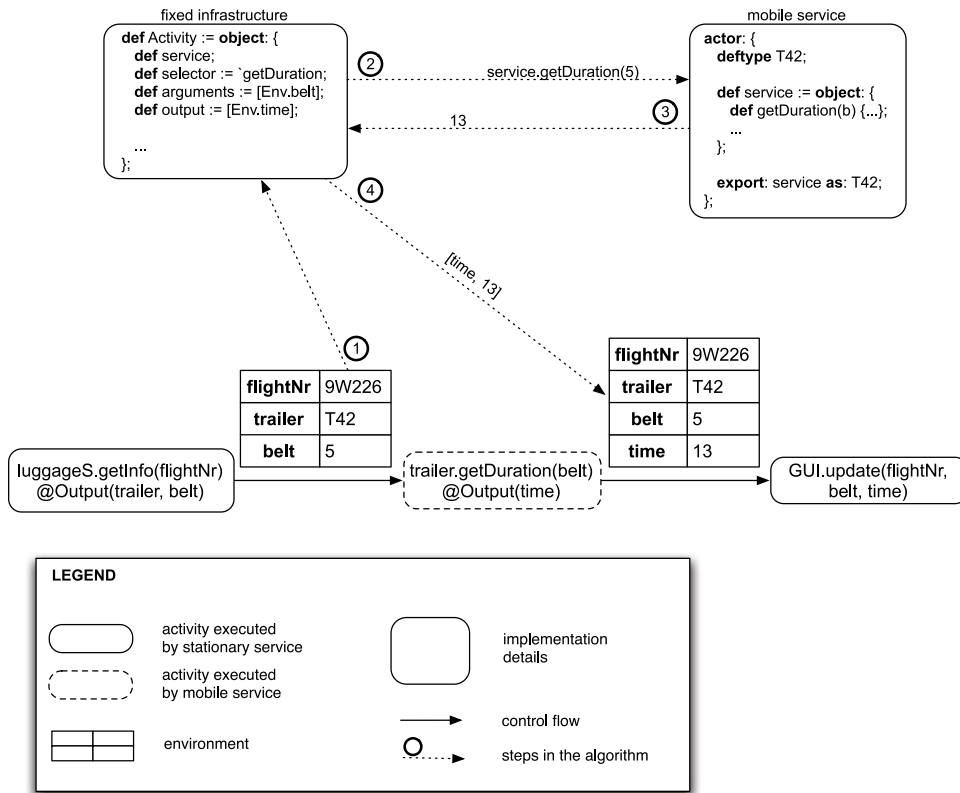 fixed infrastructure
def Activity := object: {
def service;
def selector := `getDuration;
def arguments := [Env.belt];
def output := [Env.time];
...
};
mobile service
actor: {
deftype T42;
def service := object: {
def getDuration(b) {...};
...
};
export: service as: T42;
};
2
service.getDuration(5)
13
3
4
[time, 13]
1
flightNr 9W226
trailer T42
belt 5
flightNr 9W226
trailer T42
belt 5
time 13
luggageS.getInfo(flightNr)
@Output(trailer, belt)
trailer.getDuration(belt)
@Output(time)
GUI.update(flightNr,
belt, time)
LEGEND
activity executed
by stationary service
activity executed
by mobile service
environment
implementation
details
control flow
steps in the algorithm